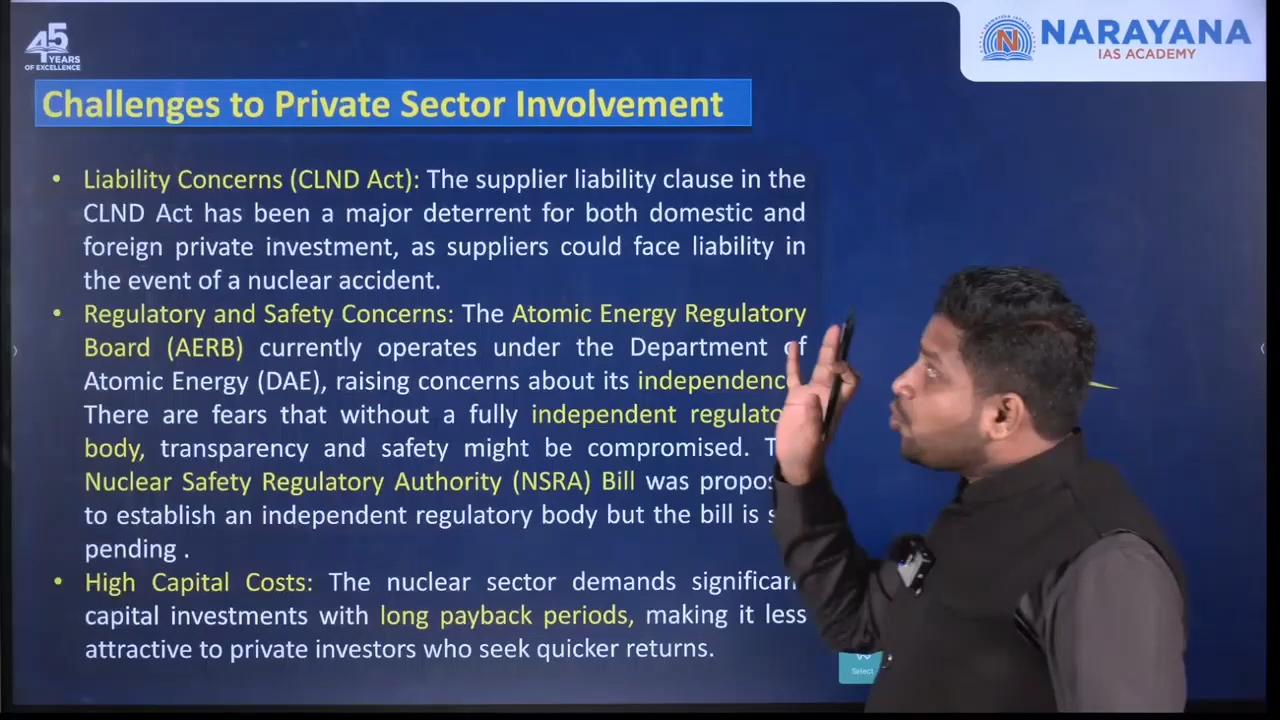 45
YEARS
OF EXCELLENCE
NARAYANA
IAS ACADEMY
Challenges to Private Sector Involvement
• Liability Concerns (CLND Act): The supplier liability clause in the
CLND Act has been a major deterrent for both domestic and
foreign private investment, as suppliers could face liability in
the event of a nuclear accident.
• Regulatory and Safety Concerns: The Atomic Energy Regulatory
Board (AERB) currently operates under the Department of
Atomic Energy (DAE), raising concerns about its independenc
There are fears that without a fully independent regulato
body, transparency and safety might be compromised. T
Nuclear Safety Regulatory Authority (NSRA) Bill was propos
to establish an independent regulatory body but the bill is s
pending .
• High Capital Costs: The nuclear sector demands significan
capital investments with long payback periods, making it less
attractive to private investors who seek quicker returns.
Select